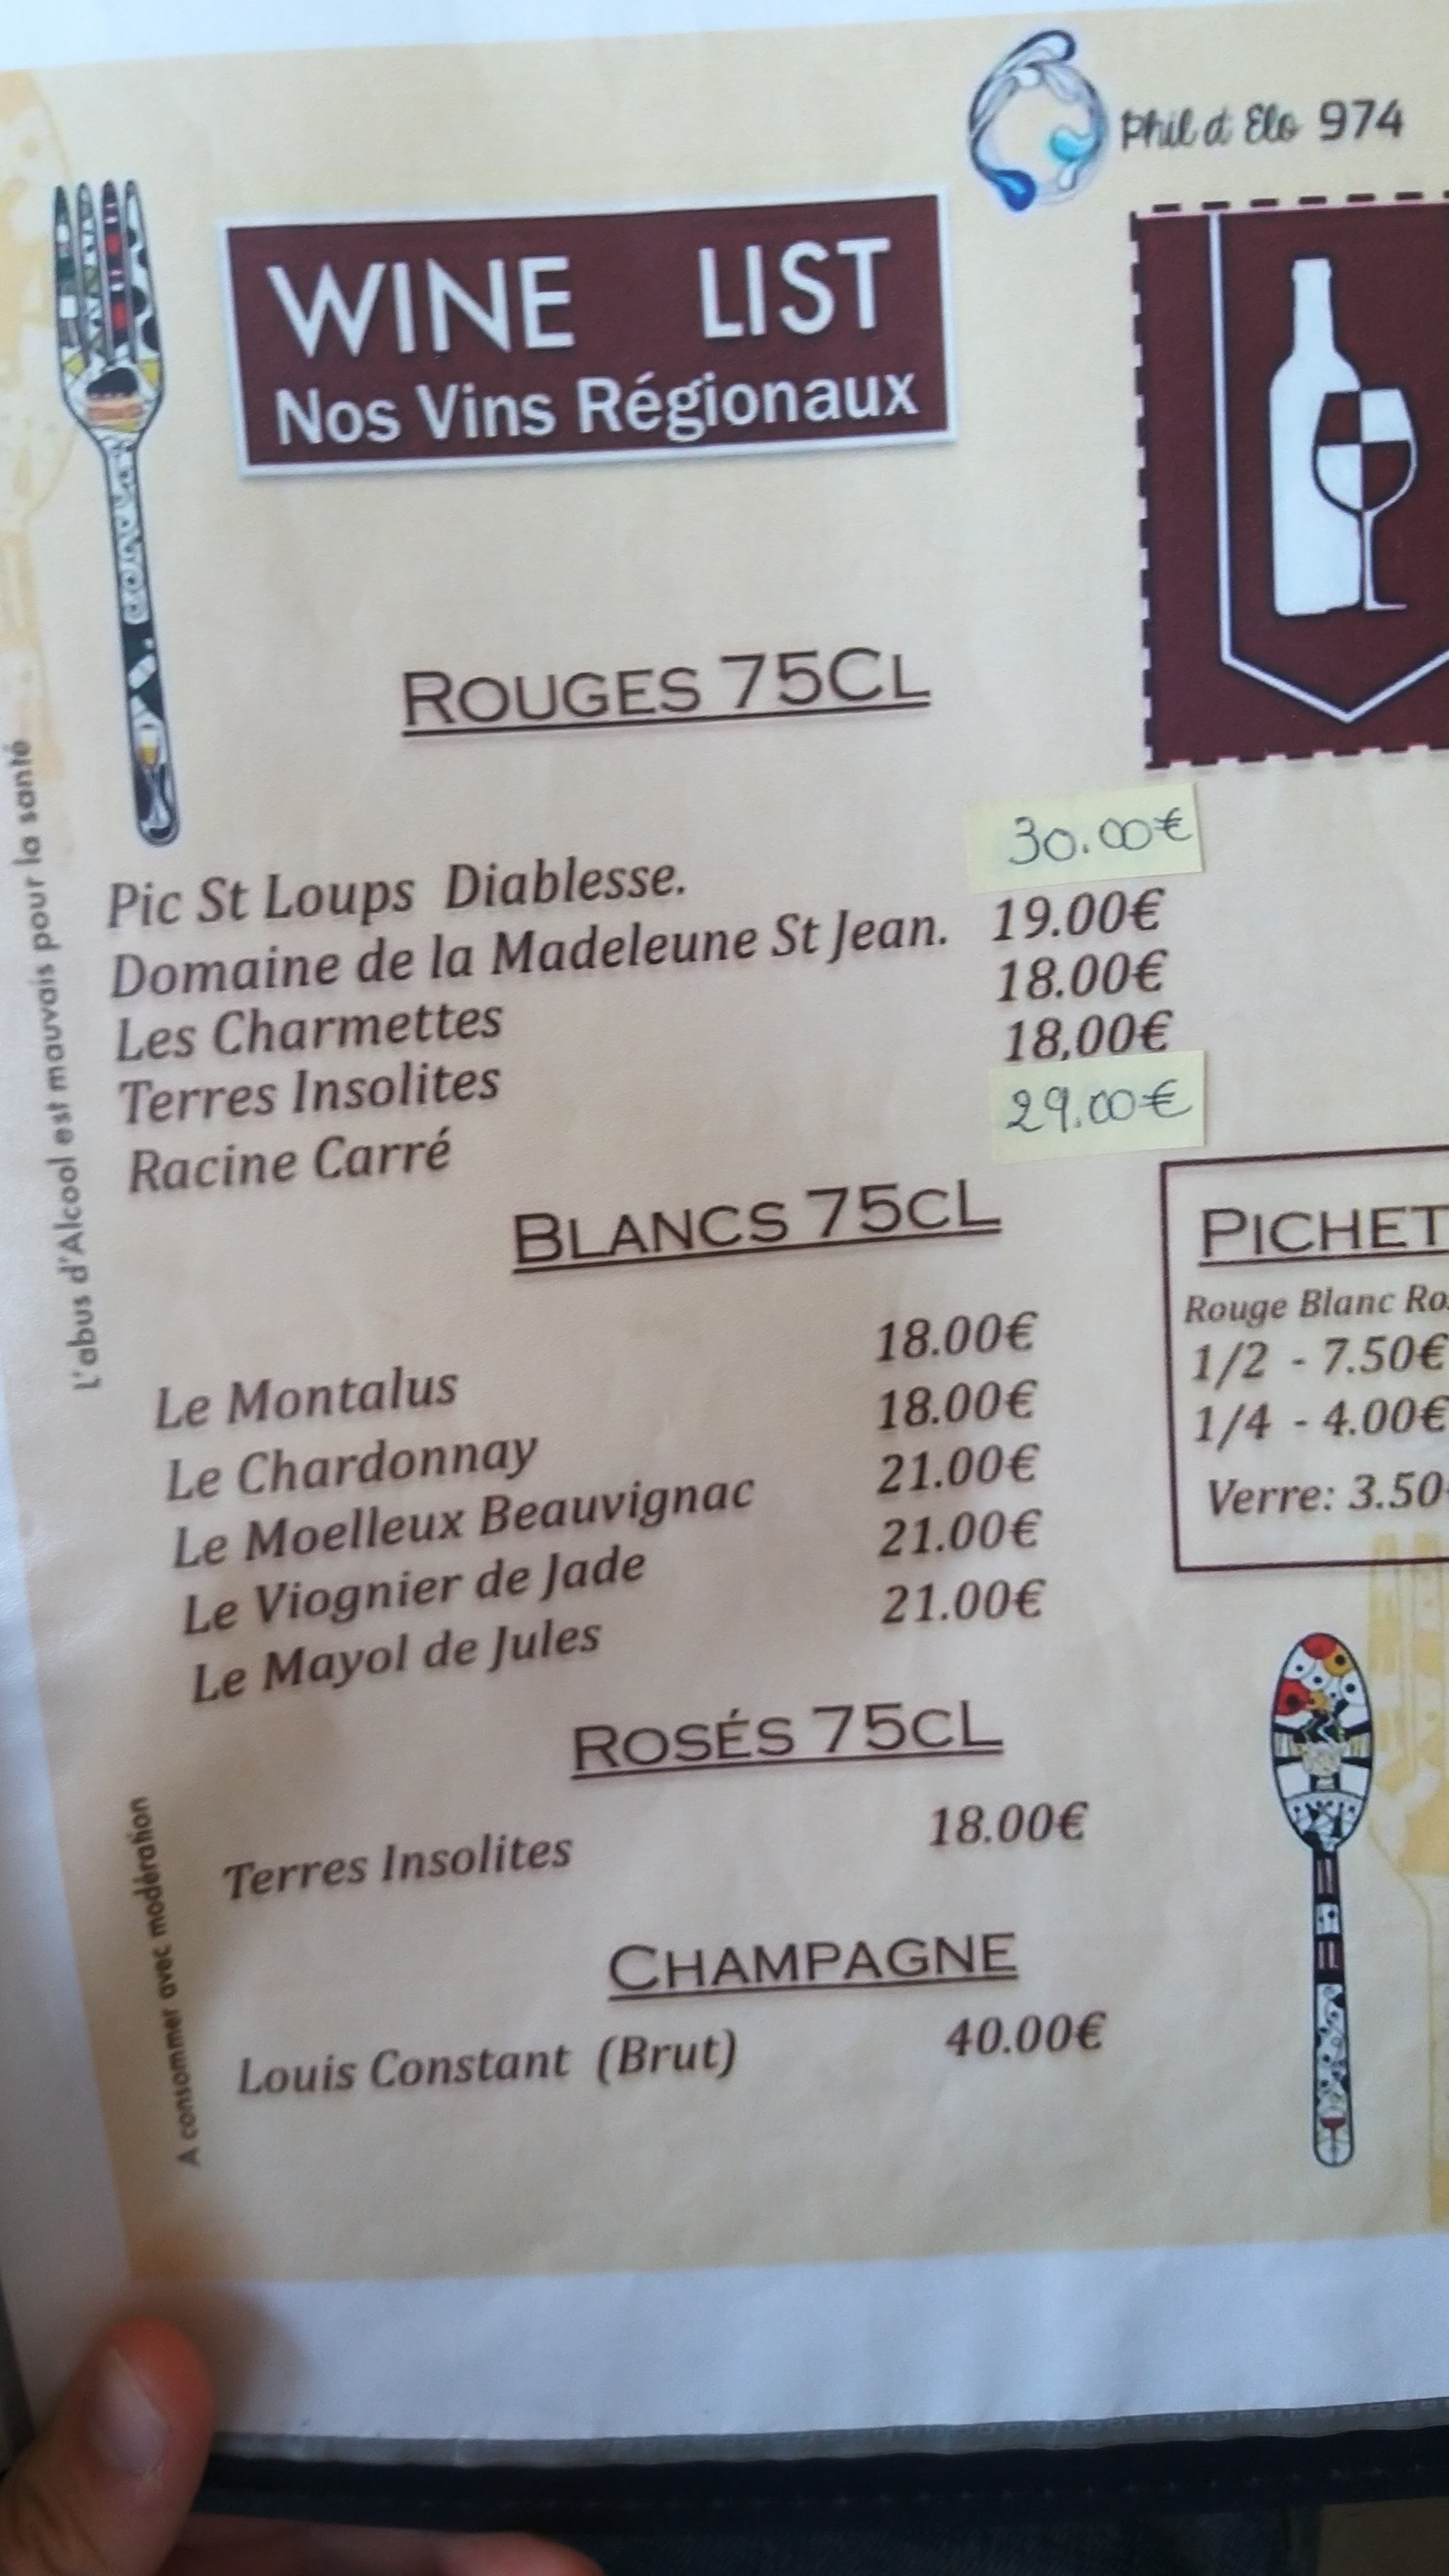 Phil d Elo 974
WINE LIST
Nos Vins Régionaux
ROUGES 75CL
Pic St Loups Diablesse. 30.00€
Domaine de la Madeleune St Jean. 19.00€
Les Charmettes 18.00€
Terres Insolites 18,00€
Racine Carré 29.00€
BLANCS 75CL
Le Montalus 18.00€
Le Chardonnay 18.00€
Le Moelleux Beauvignac 21.00€
Le Viognier de Jade 21.00€
Le Mayol de Jules 21.00€
PICHET
Rouge Blanc Ro
1/2 - 7.50€
1/4 - 4.00€
Verre: 3.50
ROSÉS 75CL
Terres Insolites 18.00€
CHAMPAGNE
Louis Constant (Brut) 40.00€
L'abus d'Alcool est mauvais pour la santé
A consommer avec modération